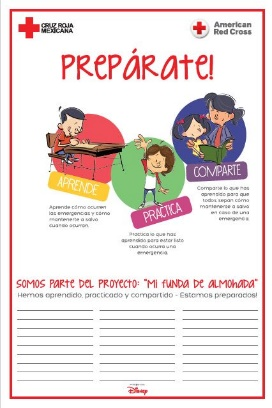 CRUZ ROJA
MEXICANA
American
Red Cross
PREPÁRATE!
APRENDE
PRACTICA
COMPARTE
Aprende cómo ocurren
las emergencias y cómo
mantenerte a salvo
cuando ocurran.
Practica lo que has
aprendido para estar listo
cuando ocurra una
emergencia.
Comparte lo que has
aprendido para que
todos sepan cómo
mantenerse a salvo
en caso de una
emergencia.
SOMOS PARTE DEL PROYECTO: "MI FUNDA DE ALMOHADA"
Hemos aprendido, practicado y compartido - Estamos preparados!
Disney